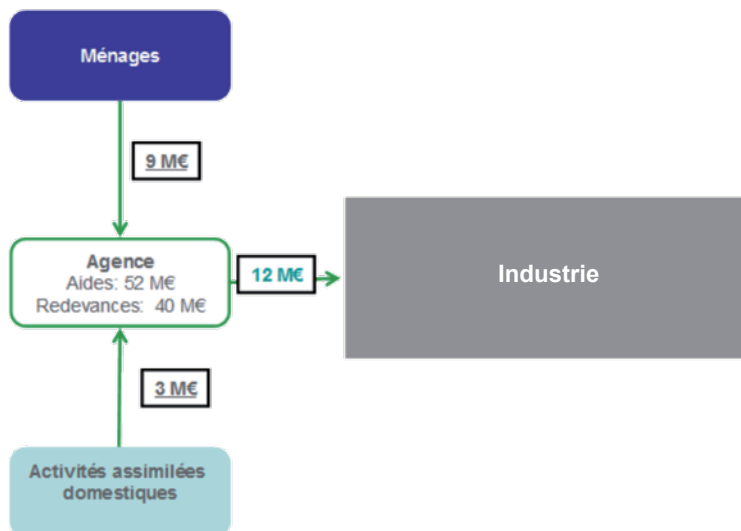 Ménages
9 M€
Agence
Aides: 52 M€
Redevances: 40 M€
12 M€
Industrie
3 M€
Activités assimilées
domestiques